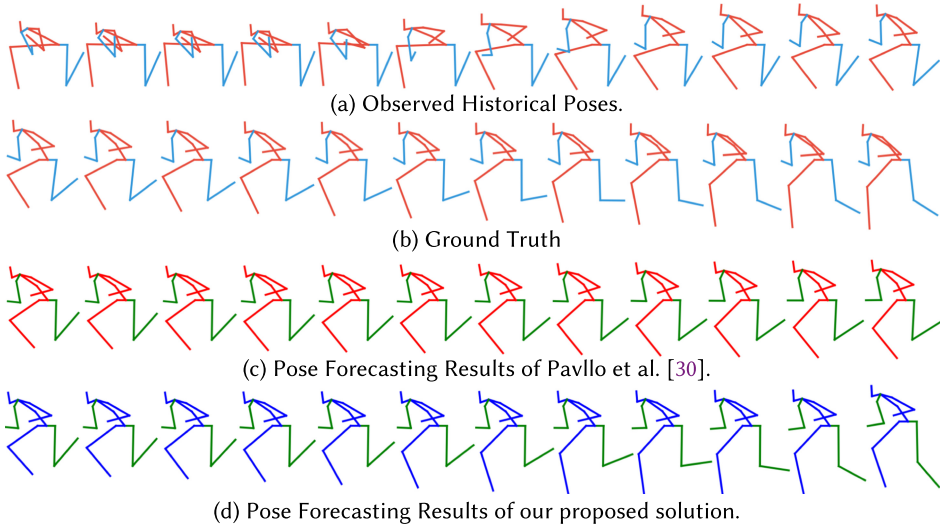 (a) Observed Historical Poses.
(b) Ground Truth
(c) Pose Forecasting Results of Pavllo et al. [30].
(d) Pose Forecasting Results of our proposed solution.